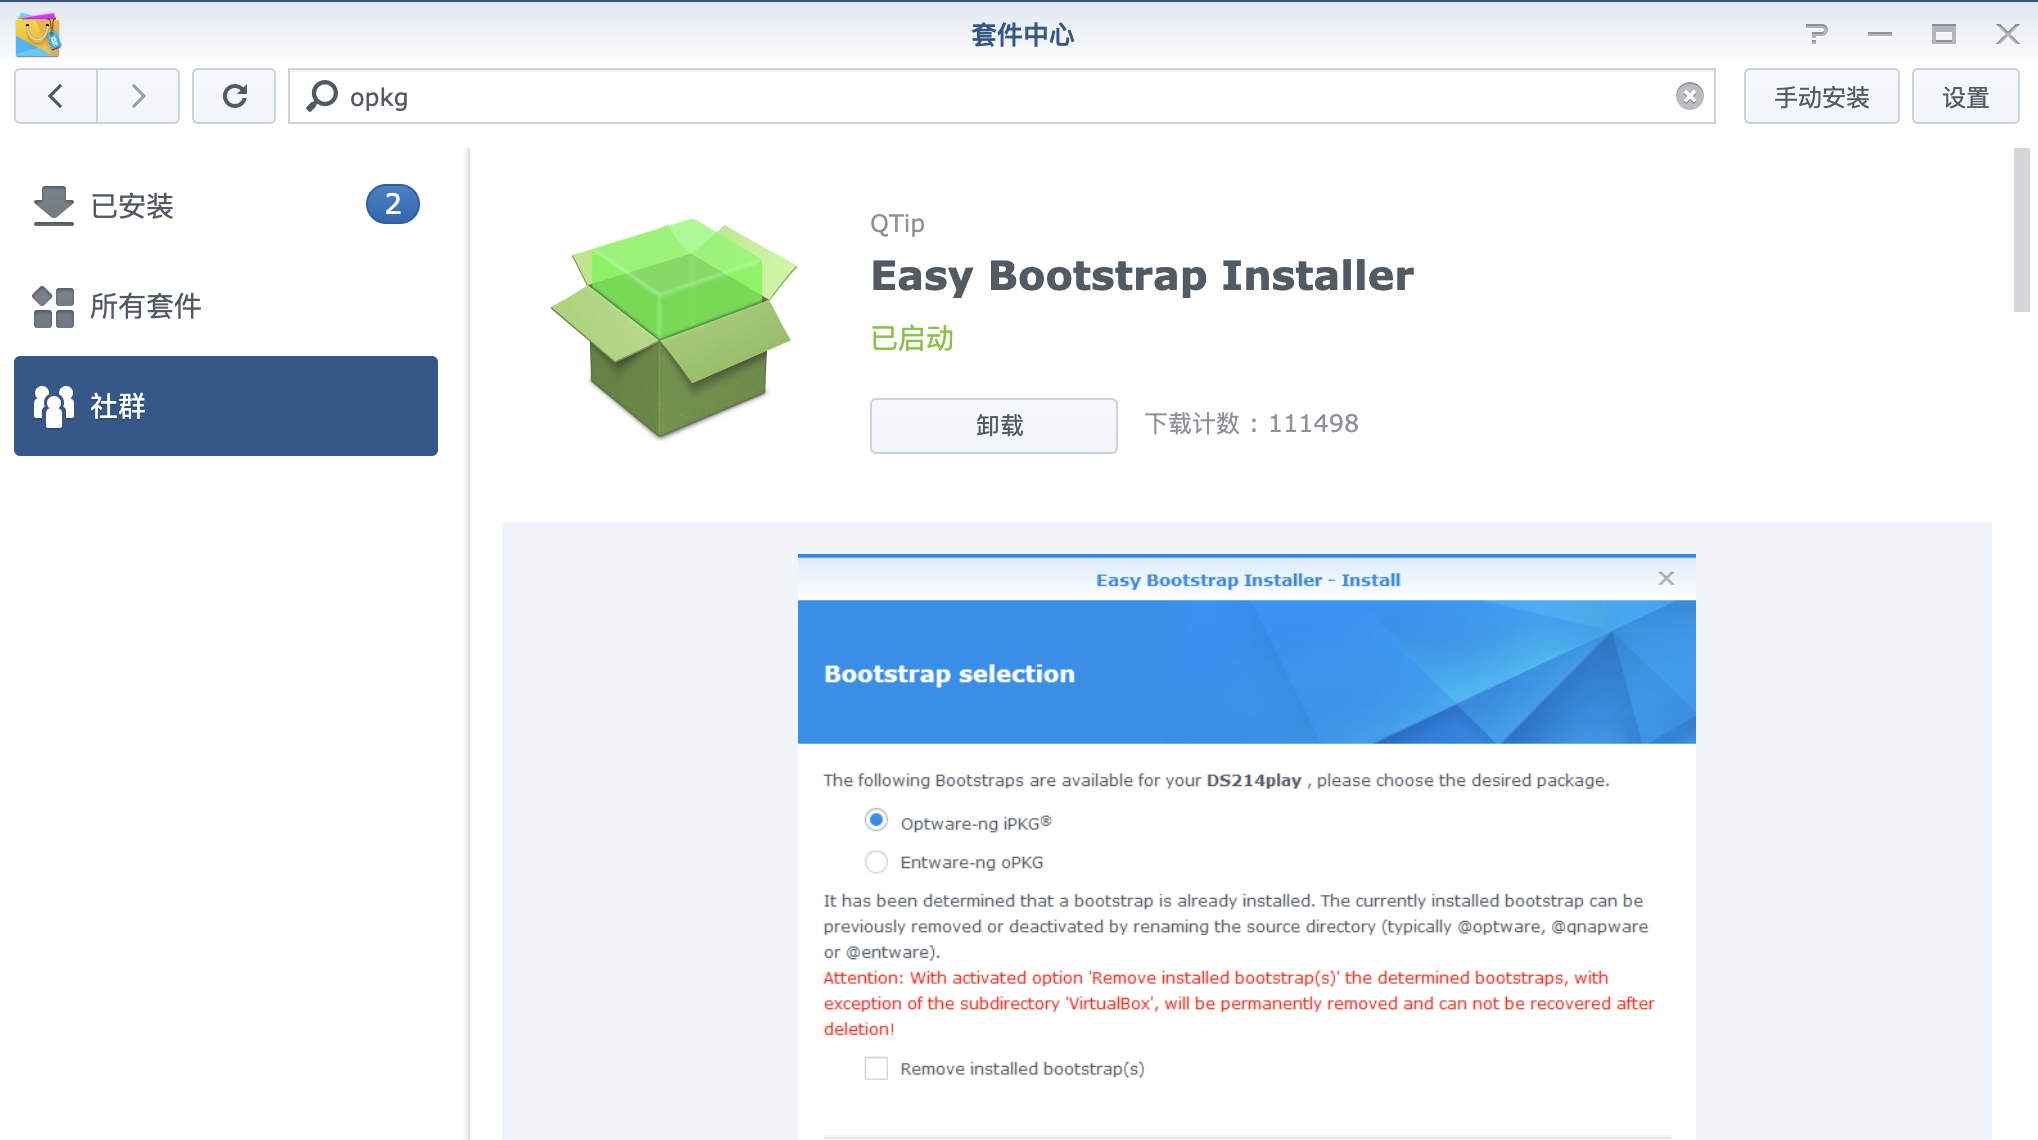 套件中心
opkg
手动安装
设置
已安装
2
所有套件
社群
QTip
Easy Bootstrap Installer
已启动
卸载
下载计数：111498
Easy Bootstrap Installer - Install
Bootstrap selection
The following Bootstraps are available for your DS214play , please choose the desired package.
Optware-ng iPKG®
Entware-ng oPKG
It has been determined that a bootstrap is already installed. The currently installed bootstrap can be
previously removed or deactivated by renaming the source directory (typically @optware, @qnapware
or @entware).
Attention: With activated option 'Remove installed bootstrap(s)' the determined bootstraps, with
exception of the subdirectory 'VirtualBox', will be permanently removed and can not be recovered after
deletion!
Remove installed bootstrap(s)